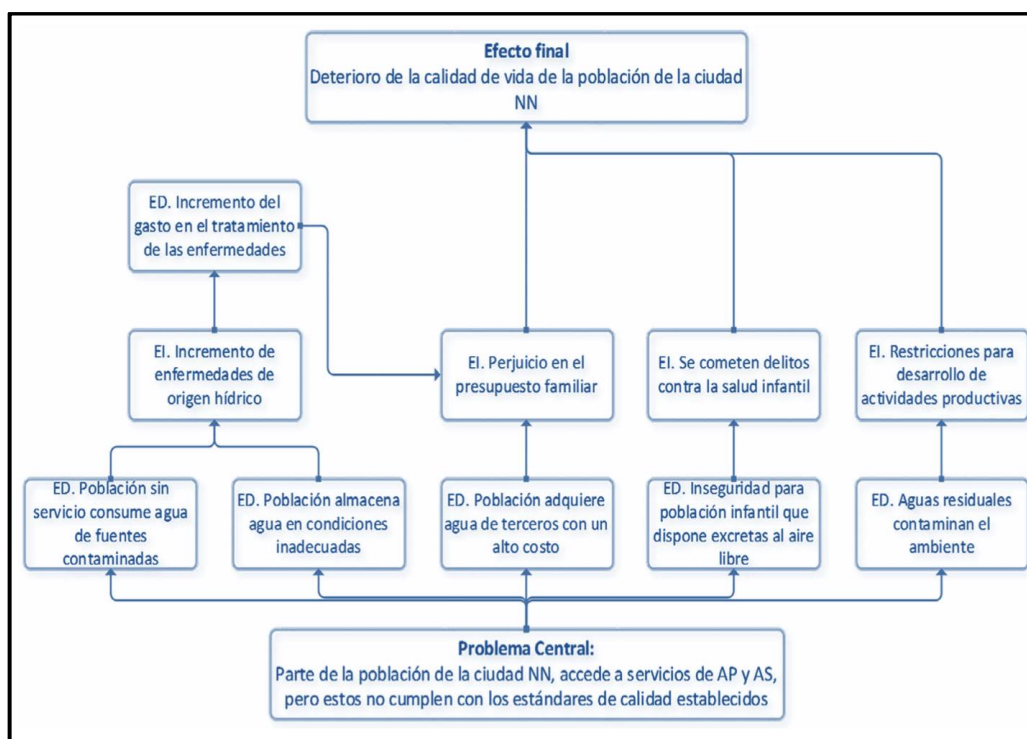 Efecto final
Deterioro de la calidad de vida de la población de la ciudad
NN
ED. Incremento del
gasto en el tratamiento
de las enfermedades
EI. Incremento de
enfermedades de
origen hídrico
EI. Perjuicio en el
presupuesto familiar
EI. Se cometen delitos
contra la salud infantil
EI. Restricciones para
desarrollo de
actividades productivas
ED. Población sin
servicio consume agua
de fuentes
contaminadas
ED. Población almacena
agua en condiciones
inadecuadas
ED. Población adquiere
agua de terceros con un
alto costo
ED. Inseguridad para
población infantil que
dispone excretas al aire
libre
ED. Aguas residuales
contaminan el
ambiente
Problema Central:
Parte de la población de la ciudad NN, accede a servicios de AP y AS,
pero estos no cumplen con los estándares de calidad establecidos